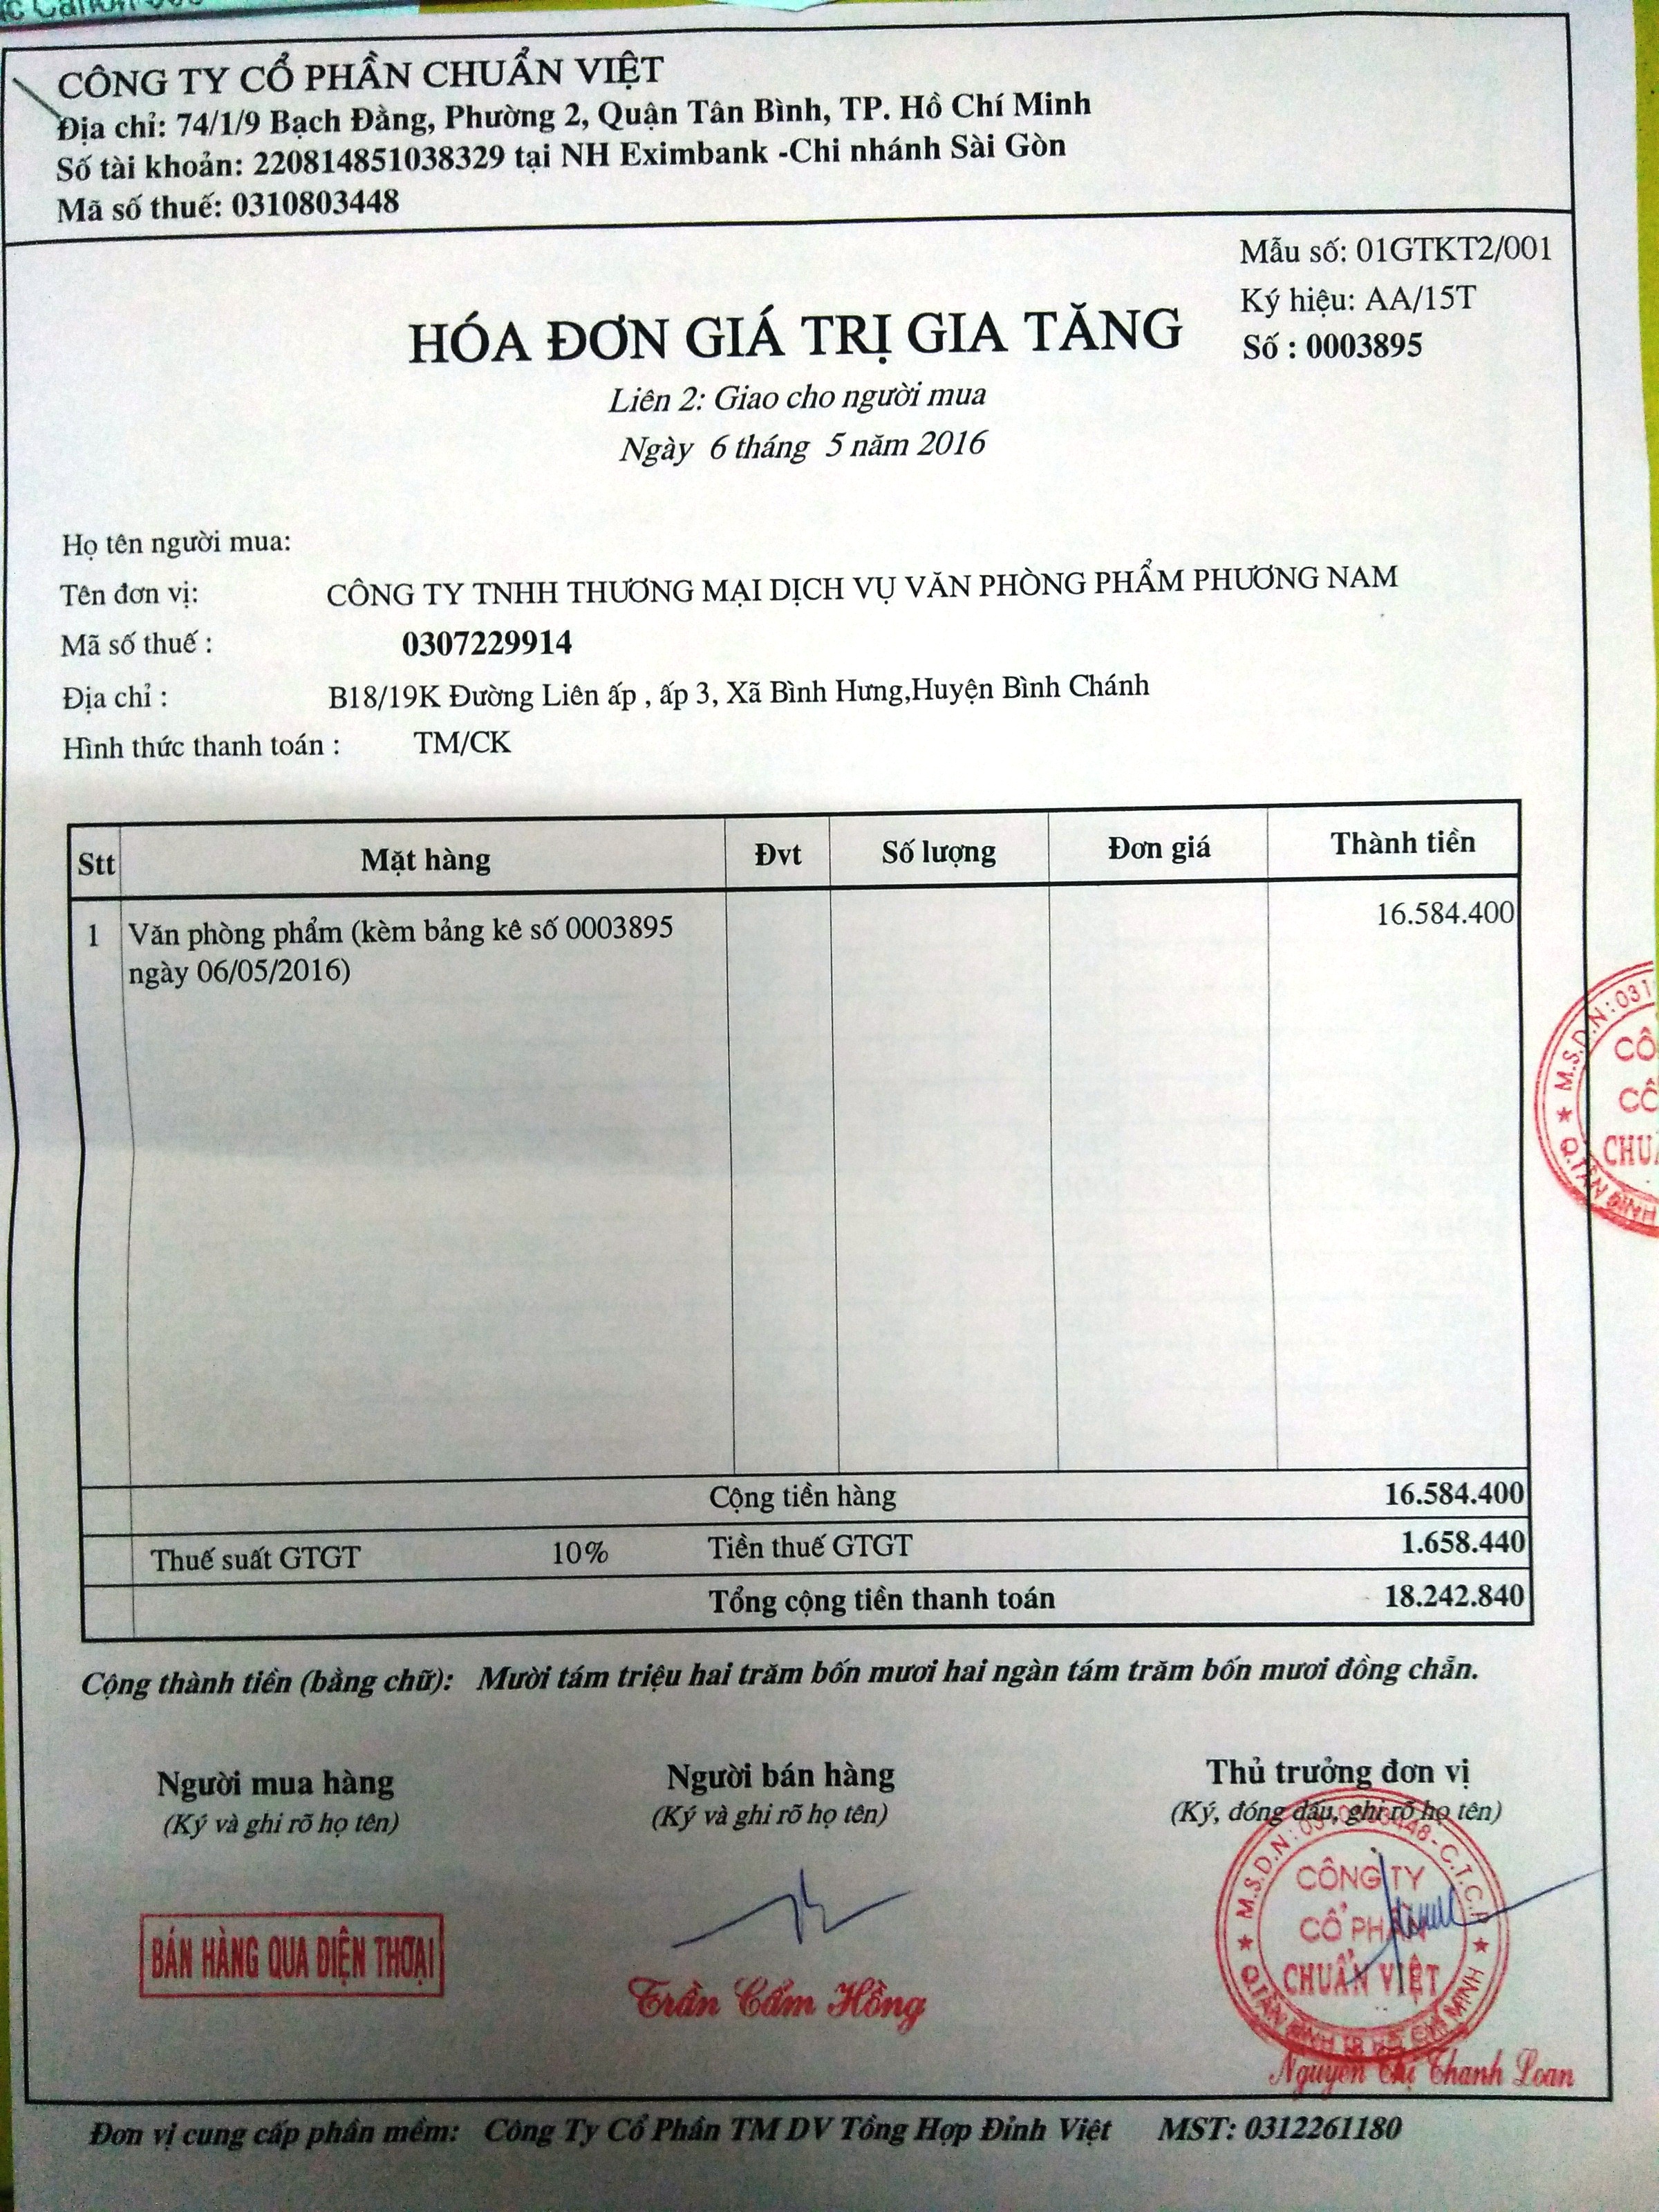 CÔNG TY CỔ PHẦN CHUẨN VIỆT
Địa chỉ: 74/1/9 Bạch Đằng, Phường 2, Quận Tân Bình, TP. Hồ Chí Minh
Số tài khoản: 220814851038329 tại NH Eximbank -Chi nhánh Sài Gòn
Mã số thuế: 0310803448
Mẫu số: 01GTKT2/001
Ký hiệu: AA/15T
Số : 0003895
HÓA ĐƠN GIÁ TRỊ GIA TĂNG
Liên 2: Giao cho người mua
Ngày 6 tháng 5 năm 2016
Họ tên người mua:
Tên đơn vị: CÔNG TY TNHH THƯƠNG MẠI DỊCH VỤ VĂN PHÒNG PHẨM PHƯƠNG NAM
Mã số thuế : 0307229914
Địa chỉ : B18/19K Đường Liên ấp , ấp 3, Xã Bình Hưng,Huyện Bình Chánh
Hình thức thanh toán : TM/CK
Stt Mặt hàng Đvt Số lượng Đơn giá Thành tiền
1 Văn phòng phẩm (kèm bảng kê số 0003895 16.584.400
ngày 06/05/2016)
M.S.D.N:031
CÔ
CÔ
CHU
Q.TÂN BÌNH
Cộng tiền hàng 16.584.400
Thuế suất GTGT 10% Tiền thuế GTGT 1.658.440
Tổng cộng tiền thanh toán 18.242.840
Cộng thành tiền (bằng chữ): Mười tám triệu hai trăm bốn mươi hai ngàn tám trăm bốn mươi đồng chẵn.
Người mua hàng Người bán hàng Thủ trưởng đơn vị
(Ký và ghi rõ họ tên) (Ký và ghi rõ họ tên) (Ký, đóng dấu, ghi rõ họ tên)
BÁN HÀNG QUA ĐIỆN THOẠI
Trần Cẩm Hồng
CÔNG TY
CỔ PHẦN
CHUẨN VIỆT
Q.TÂN BÌNH TP HỒ CHÍ MINH
Nguyễn Thị Thanh Loan
Đơn vị cung cấp phần mềm: Công Ty Cổ Phần TM DV Tổng Hợp Đỉnh Việt MST: 0312261180